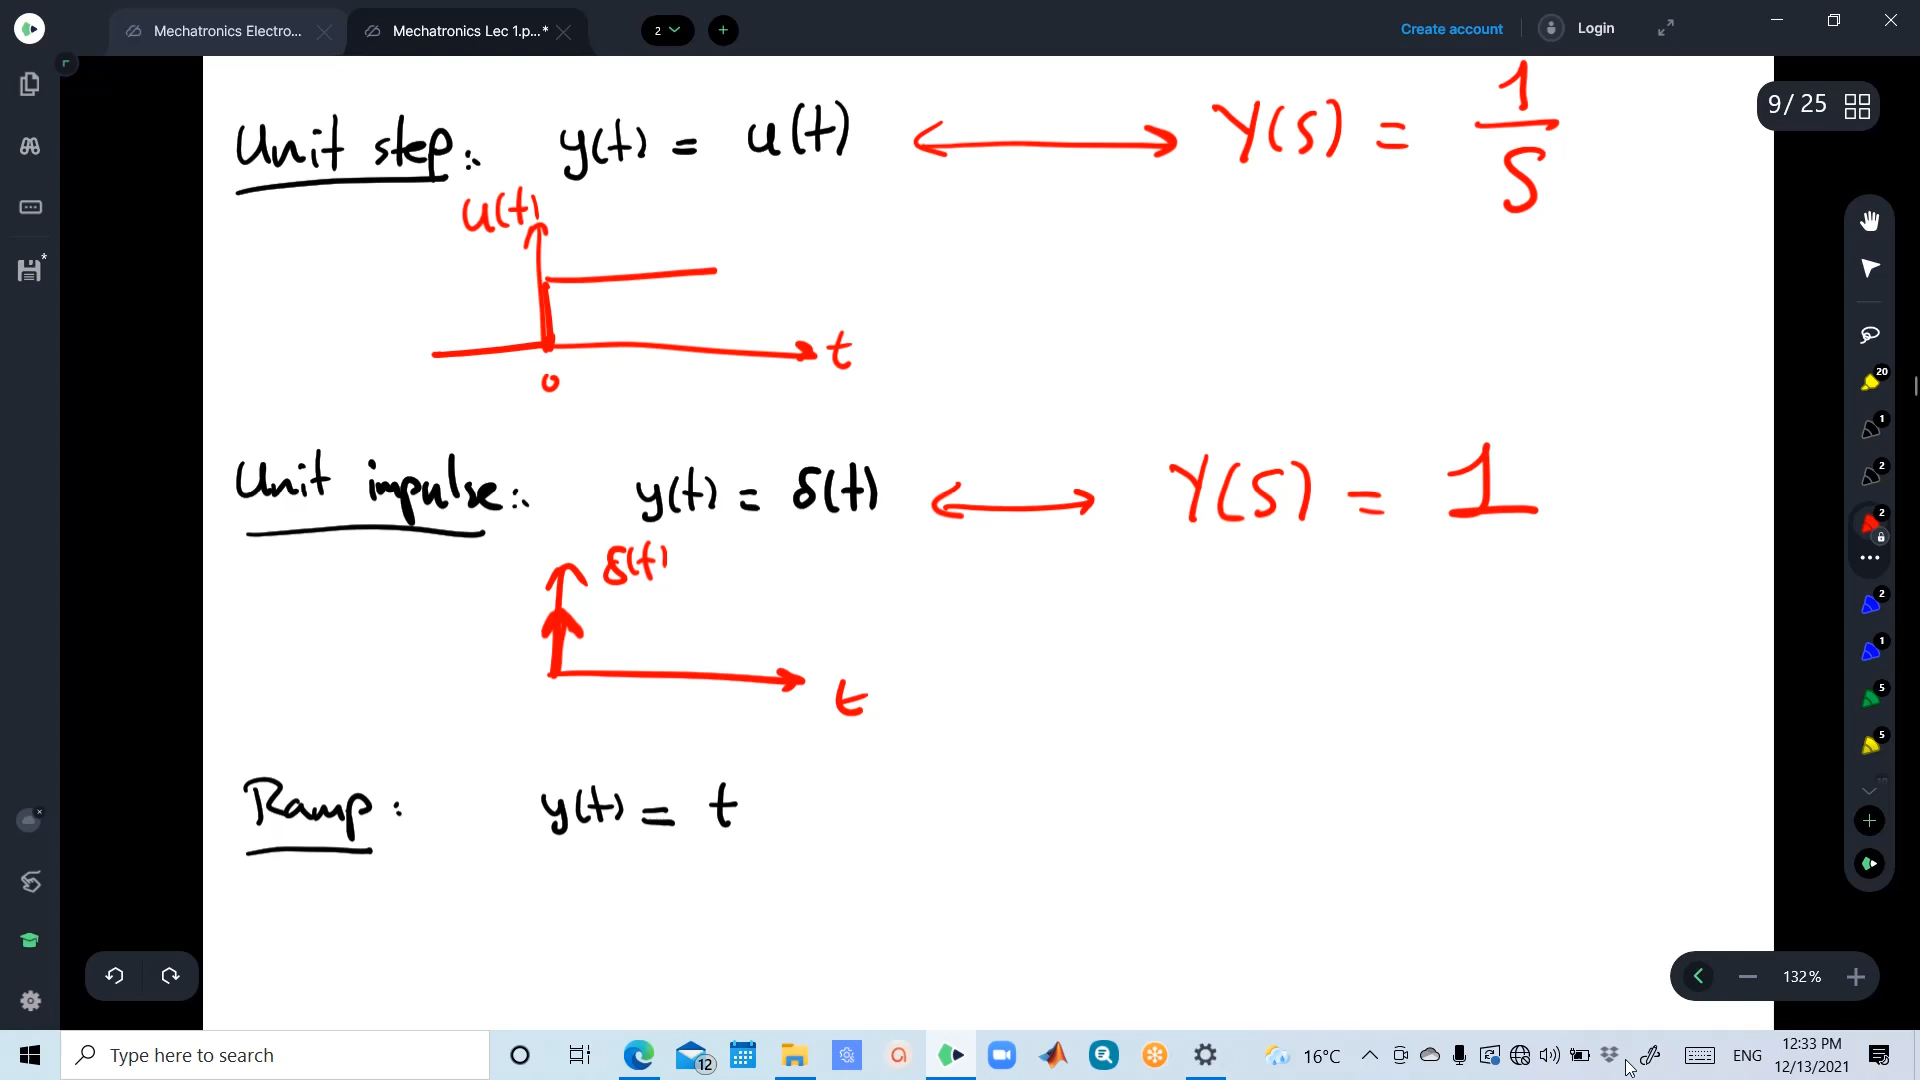 Mechatronics Electro...
Mechatronics Lec 1.p...*
2
Create account
Login
9/ 25
Unit step: y(t) = u(t) ⟷ Y(S) = 1/S
u(t)
t
0
Unit impulse: y(t) = δ(t) ⟷ Y(S) = 1
δ(t)
t
Ramp: y(t) = t
20
1
2
2
2
1
5
5
132%
Type here to search
12
16°C
ENG
12:33 PM
12/13/2021